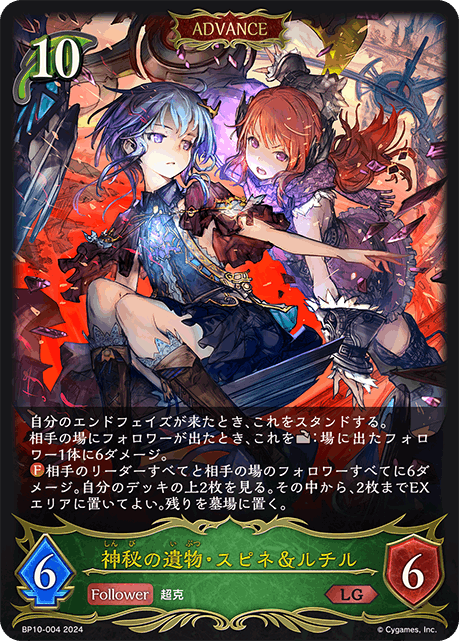 ADVANCE
10
自分のエンドフェイズが来たとき、これをスタンドする。
相手の場にフォロワーが出たとき、これを:場に出たフォロ
ワー1体に6ダメージ。
F相手のリーダーすべてと相手の場のフォロワーすべてに6ダ
メージ。自分のデッキの上2枚を見る。その中から、2枚までEX
エリアに置いてよい。残りを墓場に置く。
しんぴ いぶつ
神秘の遺物・スピネ&ルチル
6 Follower 超克 LG 6
BP10-004 2024 © Cygames, Inc.